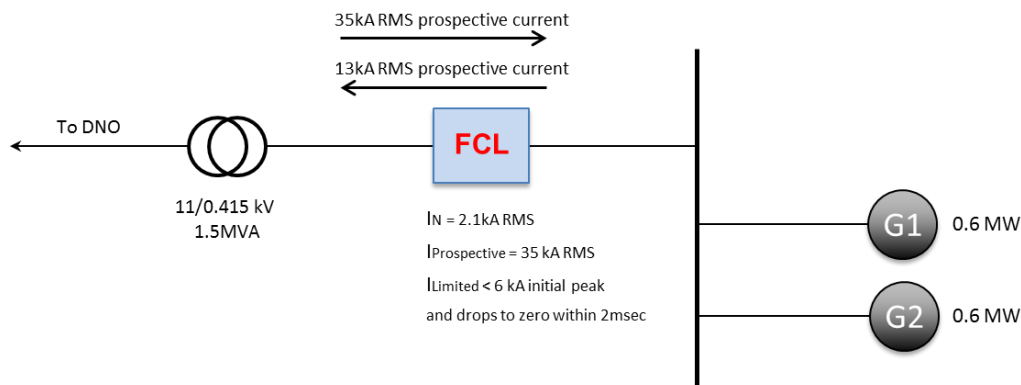 35kA RMS prospective current
13kA RMS prospective current
To DNO
FCL
11/0.415 kV
1.5MVA
IN = 2.1kA RMS
IProspective = 35 kA RMS
ILimited < 6 kA initial peak
and drops to zero within 2msec
G1
0.6 MW
G2
0.6 MW